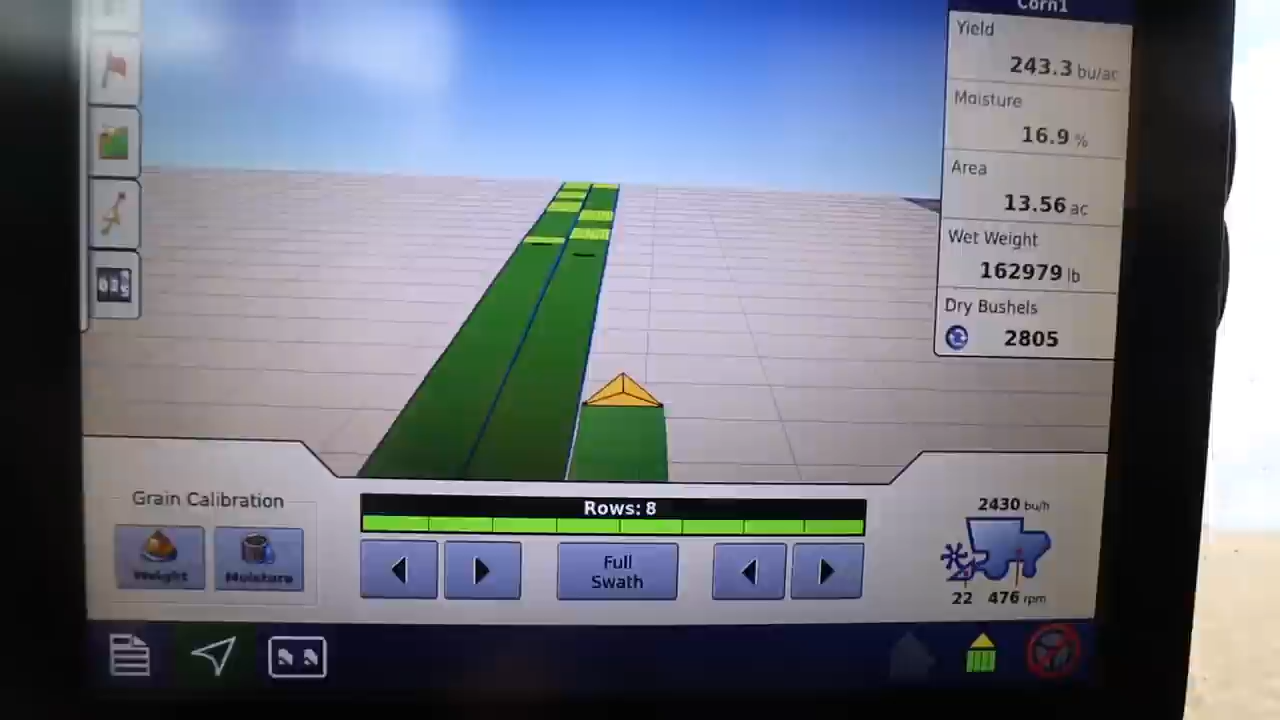 Corn1
Yield
243.3 bu/ac
Moisture
16.9 %
Area
13.56 ac
Wet Weight
162979 lb
Dry Bushels
2805
Grain Calibration
Weight
Moisture
Rows: 8
Full
Swath
2430 bu/h
22 476 rpm